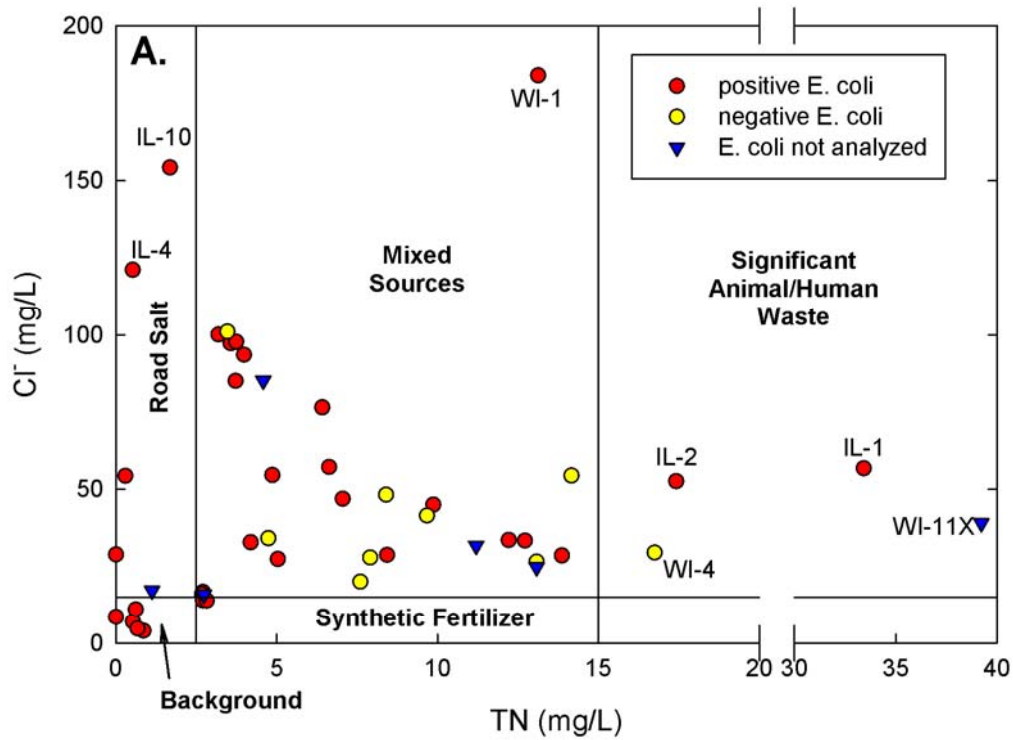 A.
200
150
100
50
0
Cl⁻ (mg/L)
positive E. coli
negative E. coli
E. coli not analyzed
WI-1
IL-10
IL-4
Road Salt
Mixed
Sources
Significant
Animal/Human
Waste
IL-2
IL-1
WI-11X
WI-4
Synthetic Fertilizer
Background
0
5
10
15
20
30
35
40
TN (mg/L)